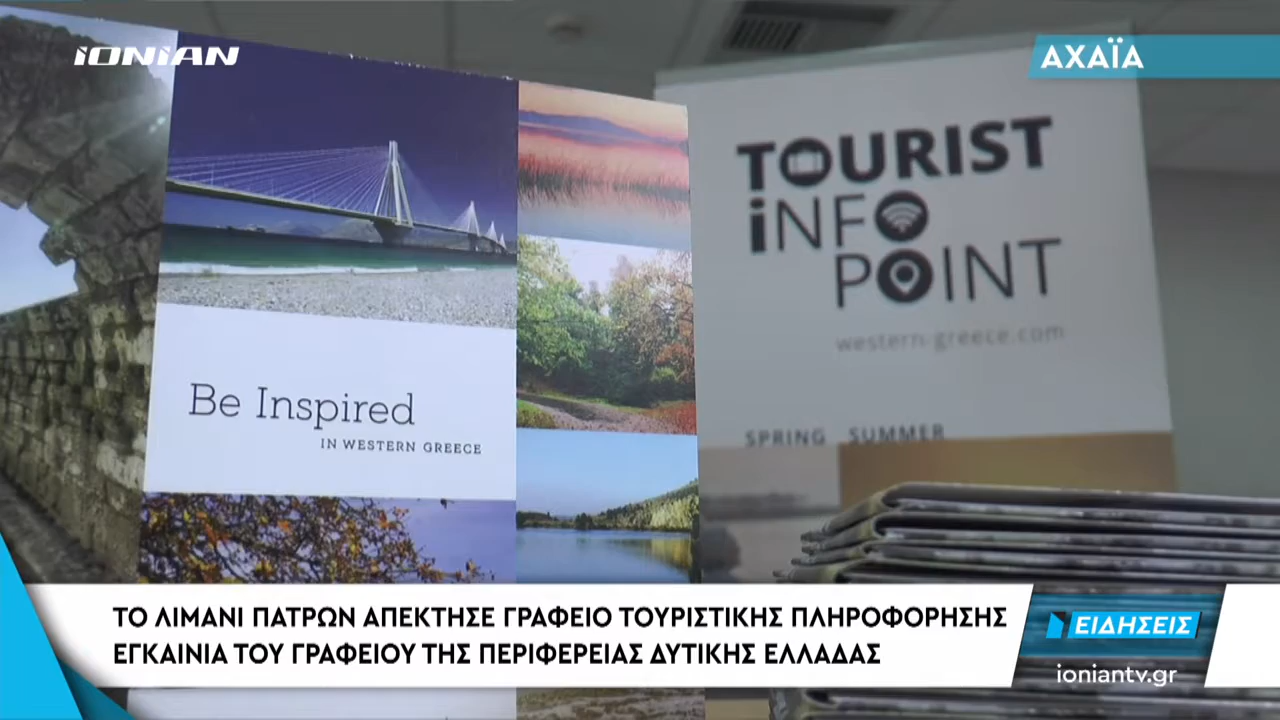 IONIAN
ΑΧΑΪΑ
TOURIST
iNFO
POINT
western-greece.com
SPRING SUMMER
Be Inspired
IN WESTERN GREECE
ΤΟ ΛΙΜΑΝΙ ΠΑΤΡΩΝ ΑΠΕΚΤΗΣΕ ΓΡΑΦΕΙΟ ΤΟΥΡΙΣΤΙΚΗΣ ΠΛΗΡΟΦΟΡΗΣΗΣ
ΕΓΚΑΙΝΙΑ ΤΟΥ ΓΡΑΦΕΙΟΥ ΤΗΣ ΠΕΡΙΦΕΡΕΙΑΣ ΔΥΤΙΚΗΣ ΕΛΛΑΔΑΣ
ΕΙΔΗΣΕΙΣ
ioniantv.gr